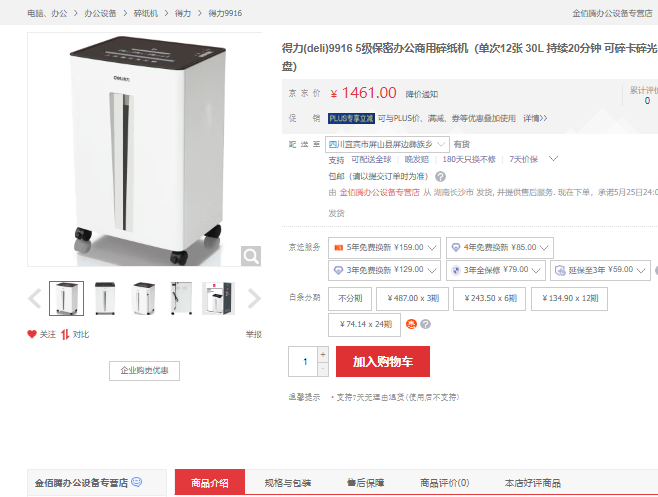 电脑、办公 > 办公设备 > 碎纸机 > 得力 > 得力9916
金佰腾办公设备专营店
得力(deli)9916 5级保密办公商用碎纸机 (单次12张 30L 持续20分钟 可碎卡碎光
盘)
京 东 价 ¥ 1461.00 降价通知
累计评价
0
促 销 PLUS专享立减 可与PLUS价、满减、券等优惠叠加使用 详情>>
配 送 至 四川宜宾市屏山县屏边彝族乡 有货
支持 可配送全球 晚发赔 180天只换不修 7天价保
包邮 (请以提交订单时为准)
由 金佰腾办公设备专营店 从 湖南长沙市 发货, 并提供售后服务. 现在下单, 承诺5月25日24:0
发货
京选服务 5年免费换新 ¥159.00 4年免费换新 ¥85.00
3年免费换新 ¥129.00 3年全保修 ¥79.00 延保至3年 ¥59.00
白条分期 不分期 ¥ 487.00 x 3期 ¥ 243.50 x 6期 ¥ 134.90 x 12期
¥ 74.14 x 24期 惠
关注 对比 举报
1 + - 加入购物车
企业购更优惠
温馨提示 · 支持7天无理由退货(使用后不支持)
金佰腾办公设备专营店
商品介绍 规格与包装 售后保障 商品评价(0) 本店好评商品